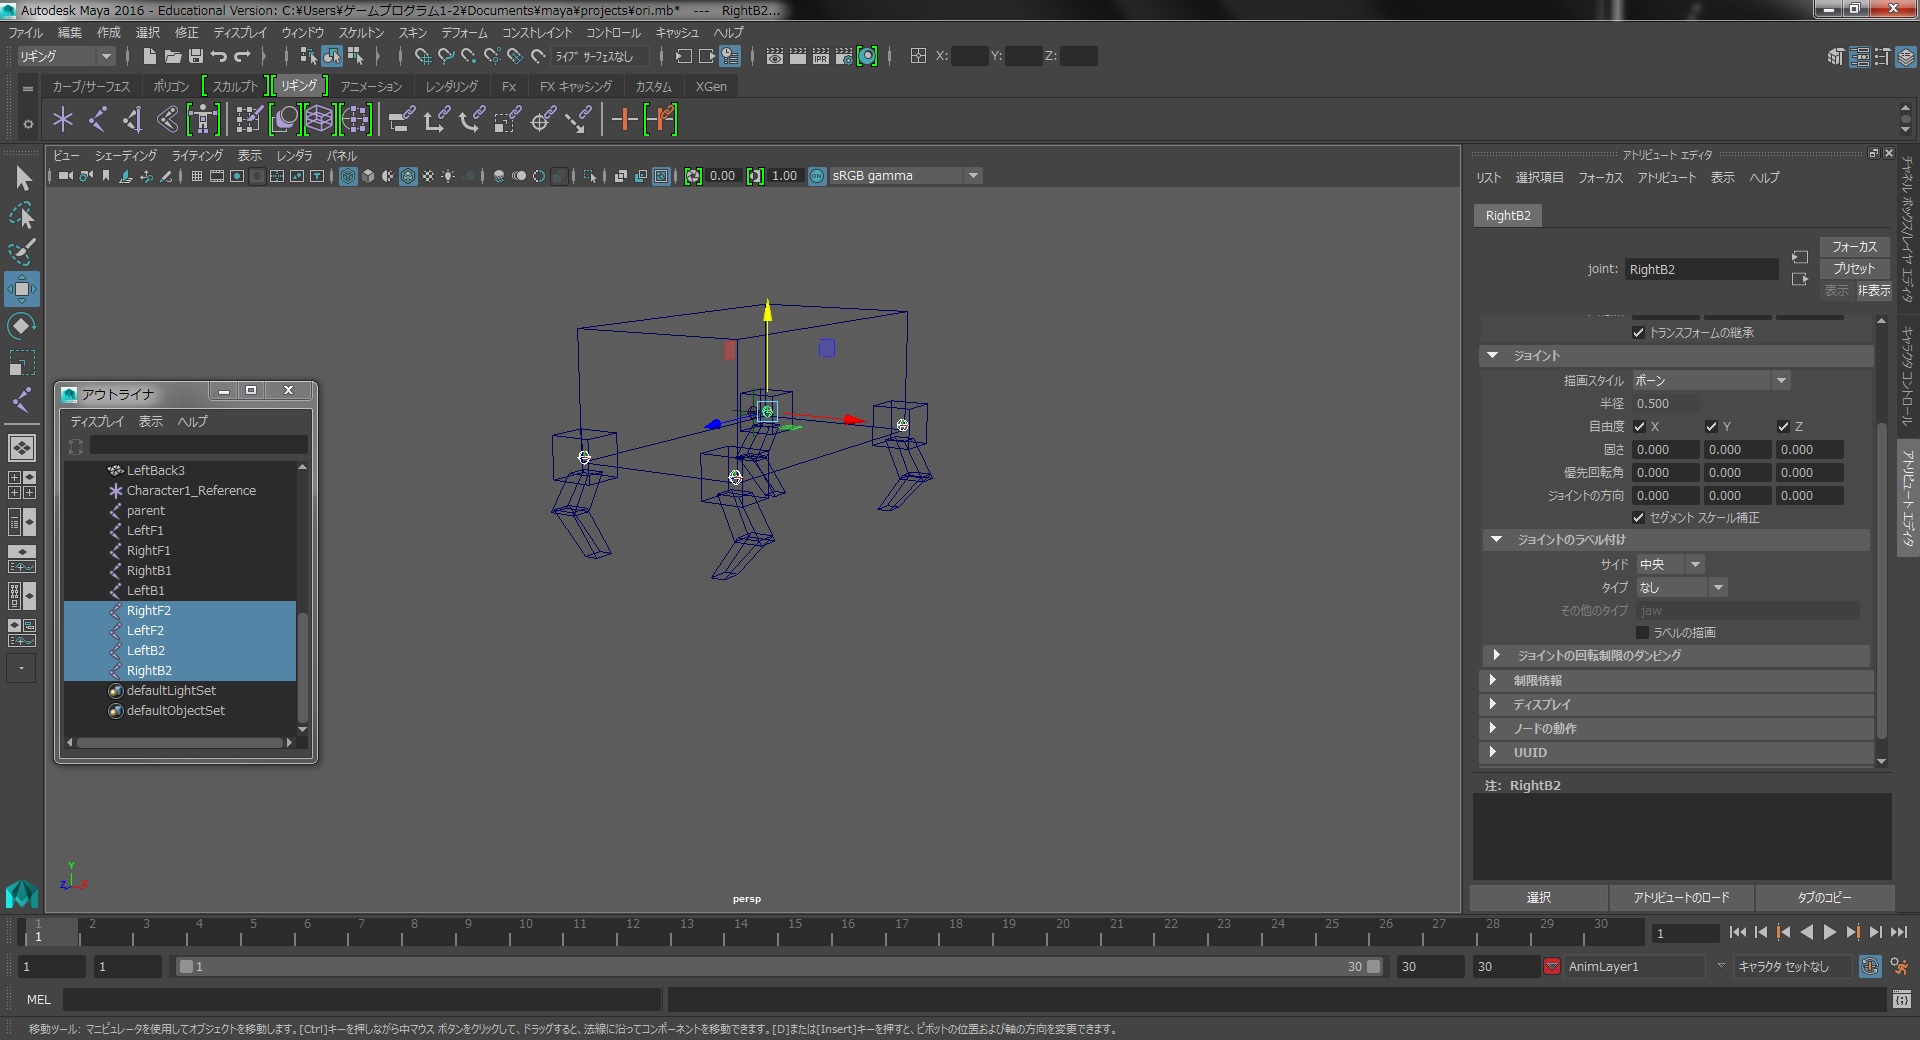 Autodesk Maya 2016 - Educational Version: C:¥Users¥ゲームプログラム1-2¥Documents¥maya¥projects¥ori.mb*   ---   RightB2...
ファイル 編集 作成 選択 修正 ディスプレイ ウィンドウ スケルトン スキン デフォーム コンストレイント コントロール キャッシュ ヘルプ
リギング ライブ サーフェスなし X: Y: Z:
カーブ/サーフェス ポリゴン スカルプト リギング アニメーション レンダリング Fx FX キャッシング カスタム XGen
ビュー シェーディング ライティング 表示 レンダラ パネル
0.00 1.00 ON sRGB gamma
アウトライナ
ディスプレイ 表示 ヘルプ
LeftBack3
Character1_Reference
parent
LeftF1
RightF1
RightB1
LeftB1
RightF2
LeftF2
LeftB2
RightB2
defaultLightSet
defaultObjectSet
Y
Z X
persp
アトリビュート エディタ
リスト 選択項目 フォーカス アトリビュート 表示 ヘルプ
RightB2
フォーカス
joint: RightB2 プリセット
表示 非表示
トランスフォームの継承
ジョイント
描画スタイル ボーン
半径 0.500
自由度 X Y Z
固さ 0.000 0.000 0.000
優先回転角 0.000 0.000 0.000
ジョイントの方向 0.000 0.000 0.000
セグメント スケール補正
ジョイントのラベル付け
サイド 中央
タイプ なし
その他のタイプ jaw
ラベルの描画
ジョイントの回転制限のダンピング
制限情報
ディスプレイ
ノードの動作
UUID
注: RightB2
選択 アトリビュートのロード タブのコピー
チャネル ボックス/レイヤ エディタ
キャラクタ コントロール
アトリビュート エディタ
1 2 3 4 5 6 7 8 9 10 11 12 13 14 15 16 17 18 19 20 21 22 23 24 25 26 27 28 29 30
1 1
1 1 1 30 30 30 AnimLayer1 キャラクタ セットなし
MEL
移動ツール: マニピュレータを使用してオブジェクトを移動します。[Ctrl]キーを押しながら中マウス ボタンをクリックして、ドラッグすると、法線に沿ってコンポーネントを移動できます。[D]または[Insert]キーを押すと、ピボットの位置および軸の方向を変更できます。